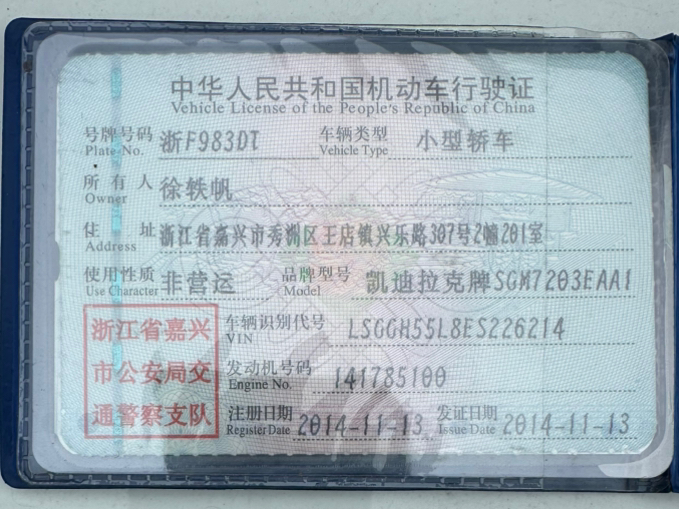 中华人民共和国机动车行驶证
Vehicle License of the People's Republic of China
号牌号码 浙F983DT 车辆类型 小型轿车
Plate No. Vehicle Type
所有人 徐轶帆
Owner
住址 浙江省嘉兴市秀洲区王店镇兴乐路307号2幢201室
Address
使用性质 非营运 品牌型号 凯迪拉克牌SGM7203EAA1
Use Character Model
浙江省嘉兴
市公安局交
通警察支队
车辆识别代号 LSGGH55L8ES226214
VIN
发动机号码 141785100
Engine No.
注册日期 2014-11-13 发证日期 2014-11-13
Register Date Issue Date